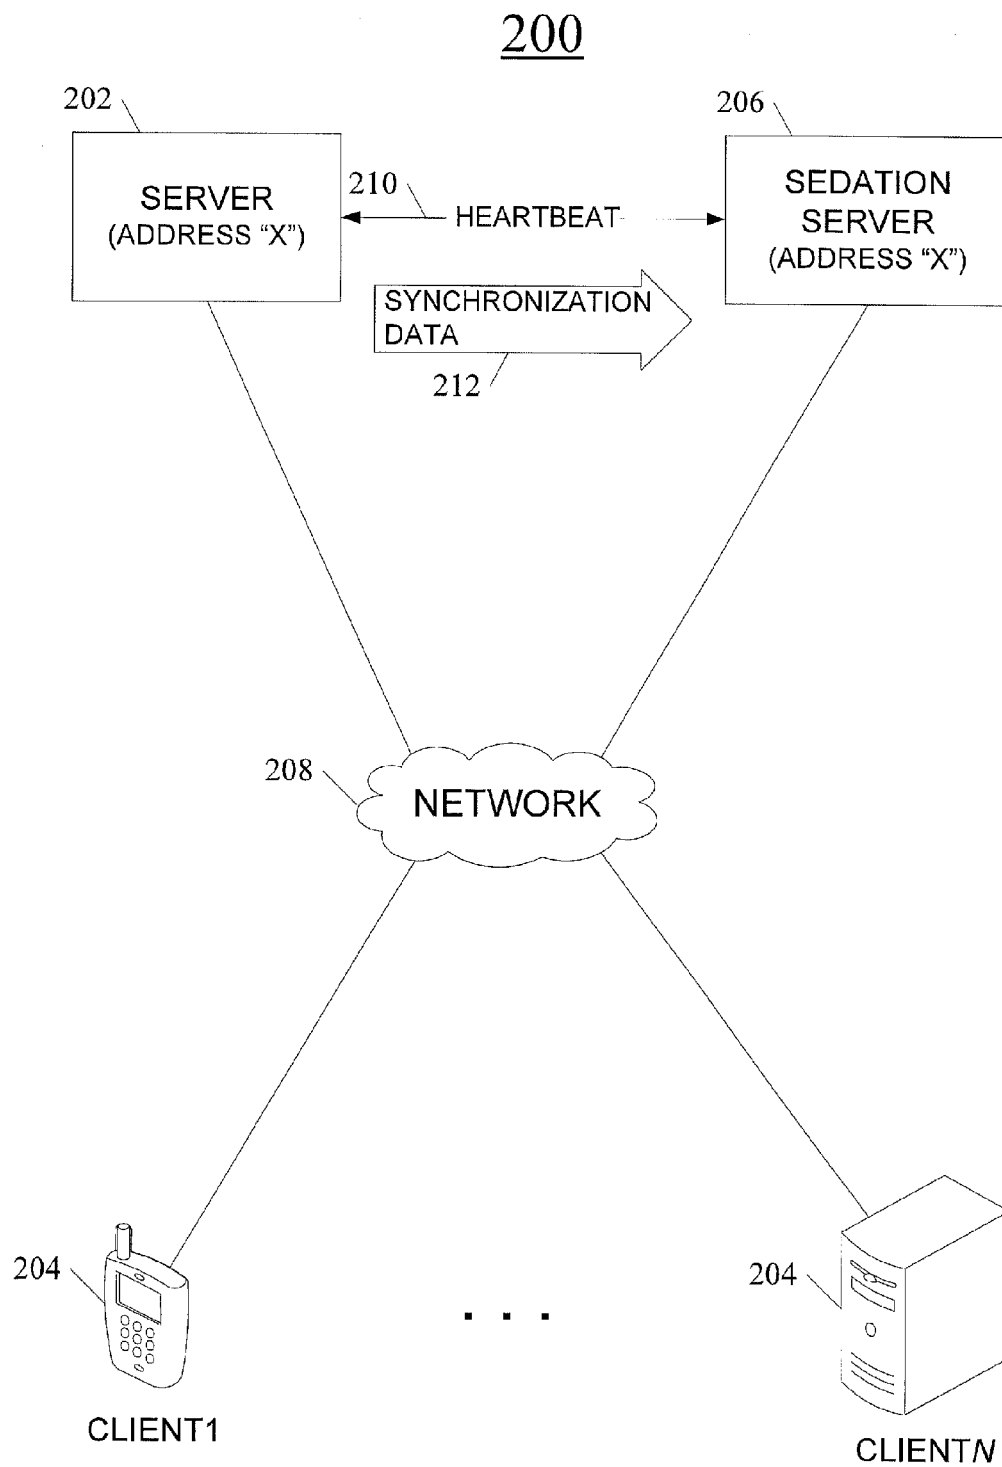 200
202
206
SERVER
(ADDRESS "X")
210
HEARTBEAT
SEDATION
SERVER
(ADDRESS "X")
SYNCHRONIZATION
DATA
212
208
NETWORK
204
204
. . .
CLIENT1
CLIENTN